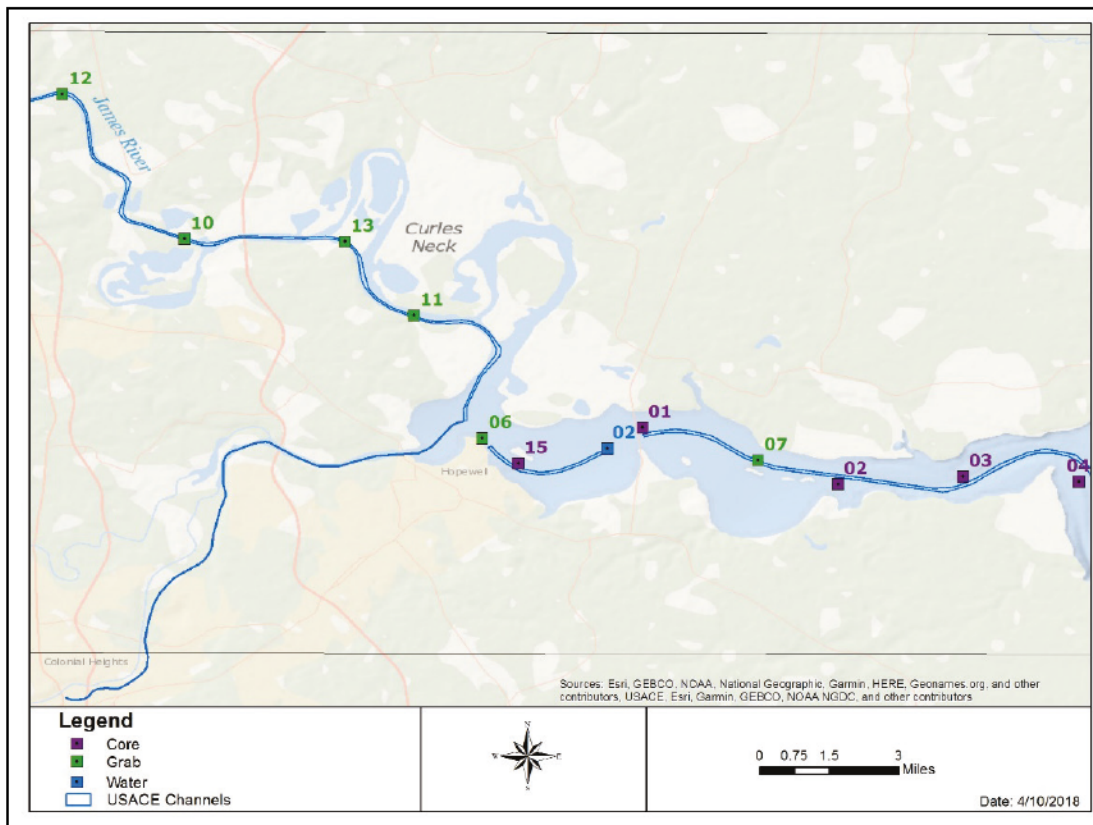 12
James River
10
13
Curles
Neck
11
06
15
02
01
07
02
03
04
Hopewell
Colonial Heights
Sources: Esri, GEBCO, NOAA, National Geographic, Garmin, HERE, Geonames.org, and other
contributors, USACE, Esri, Garmin, GEBCO, NOAA NGDC, and other contributors
Legend
Core
Grab
Water
USACE Channels
N
W
E
S
0 0.75 1.5 3
Miles
Date: 4/10/2018